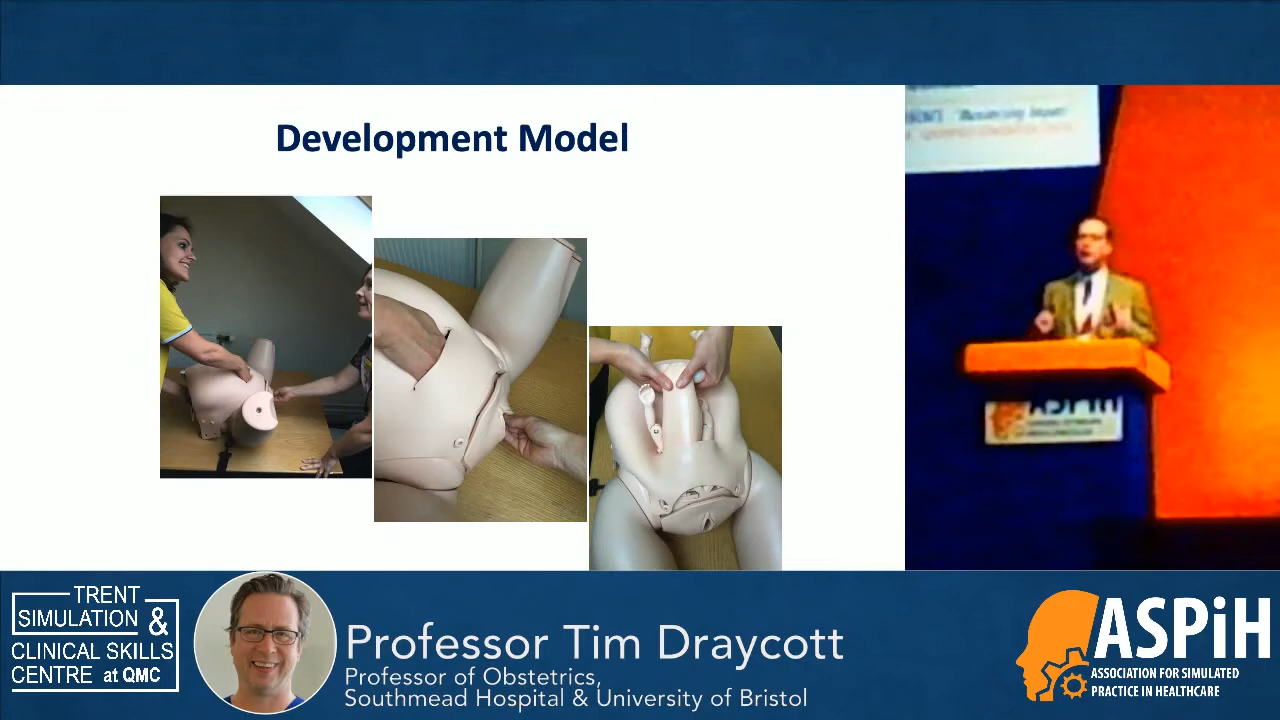 Development Model
ASPiH
TRENT
SIMULATION &
CLINICAL SKILLS
CENTRE at QMC
Professor Tim Draycott
Professor of Obstetrics,
Southmead Hospital & University of Bristol
ASPiH
ASSOCIATION FOR SIMULATED
PRACTICE IN HEALTHCARE